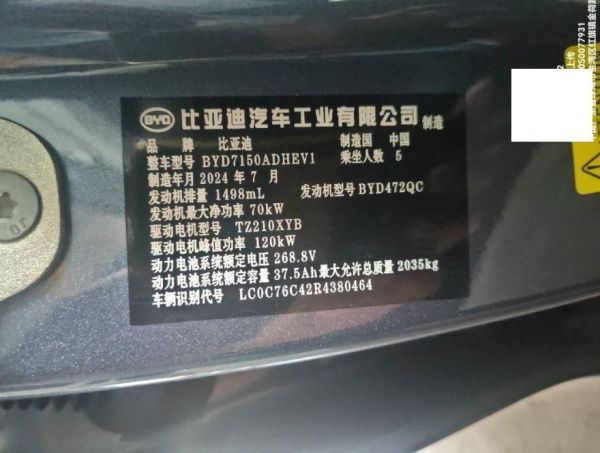 BYD 比亚迪汽车工业有限公司 制造
品 牌 比亚迪 制造国 中国
整车型号 BYD7150ADHEV1 乘坐人数 5
制造年月 2024 年 7 月
发动机排量 1498mL 发动机型号 BYD472QC
发动机最大净功率 70kW
驱动电机型号 TZ210XYB
驱动电机峰值功率 120kW
动力电池系统额定电压 268.8V
动力电池系统额定容量 37.5Ah 最大允许总质量 2035kg
车辆识别代号 LC0C76C42R4380464
0S0077931
上传